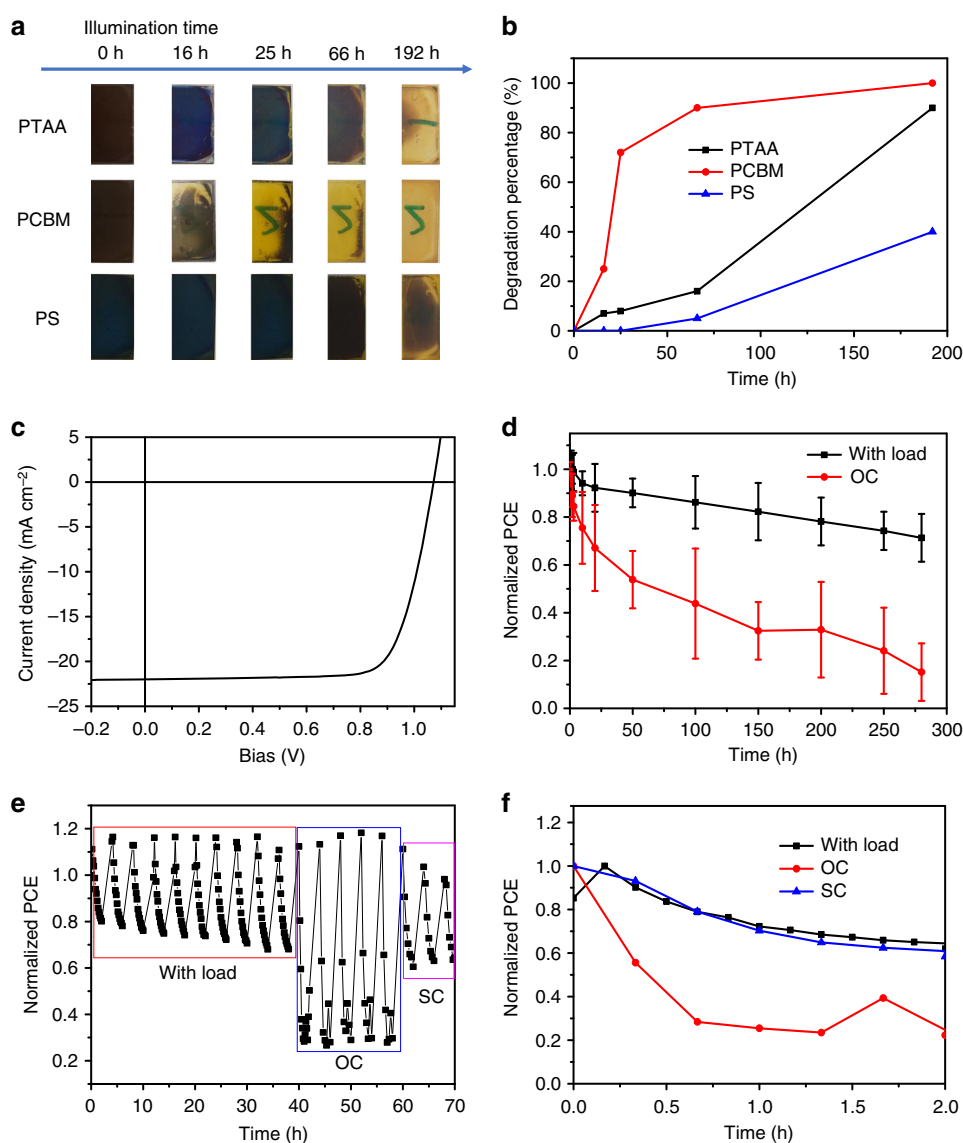 a
Illumination time
0 h 16 h 25 h 66 h 192 h
PTAA
PCBM
PS
b
Degradation percentage (%)
100
80
60
40
20
0
PTAA
PCBM
PS
0 50 100 150 200
Time (h)
c
Current density (mA cm−2)
5
0
−5
−10
−15
−20
−25
−0.2 0.0 0.2 0.4 0.6 0.8 1.0
Bias (V)
d
Normalized PCE
1.0
0.8
0.6
0.4
0.2
0.0
With load
OC
0 50 100 150 200 250 300
Time (h)
e
Normalized PCE
1.2
1.0
0.8
0.6
0.4
0.2
With load
OC
SC
0 10 20 30 40 50 60 70
Time (h)
f
Normalized PCE
1.2
1.0
0.8
0.6
0.4
0.2
0.0
With load
OC
SC
0.0 0.5 1.0 1.5 2.0
Time (h)